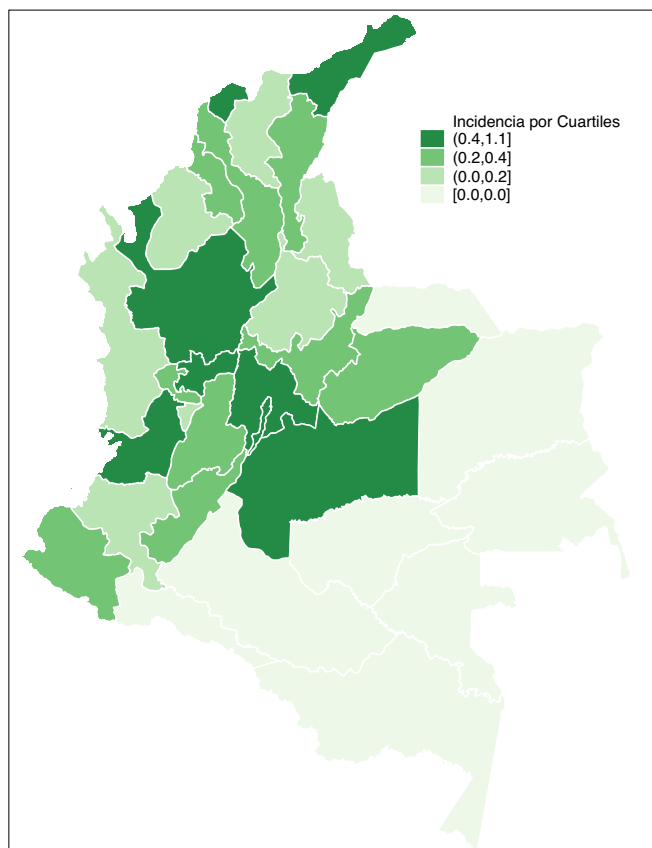 Incidencia por Cuartiles
(0.4,1.1]
(0.2,0.4]
(0.0,0.2]
[0.0,0.0]